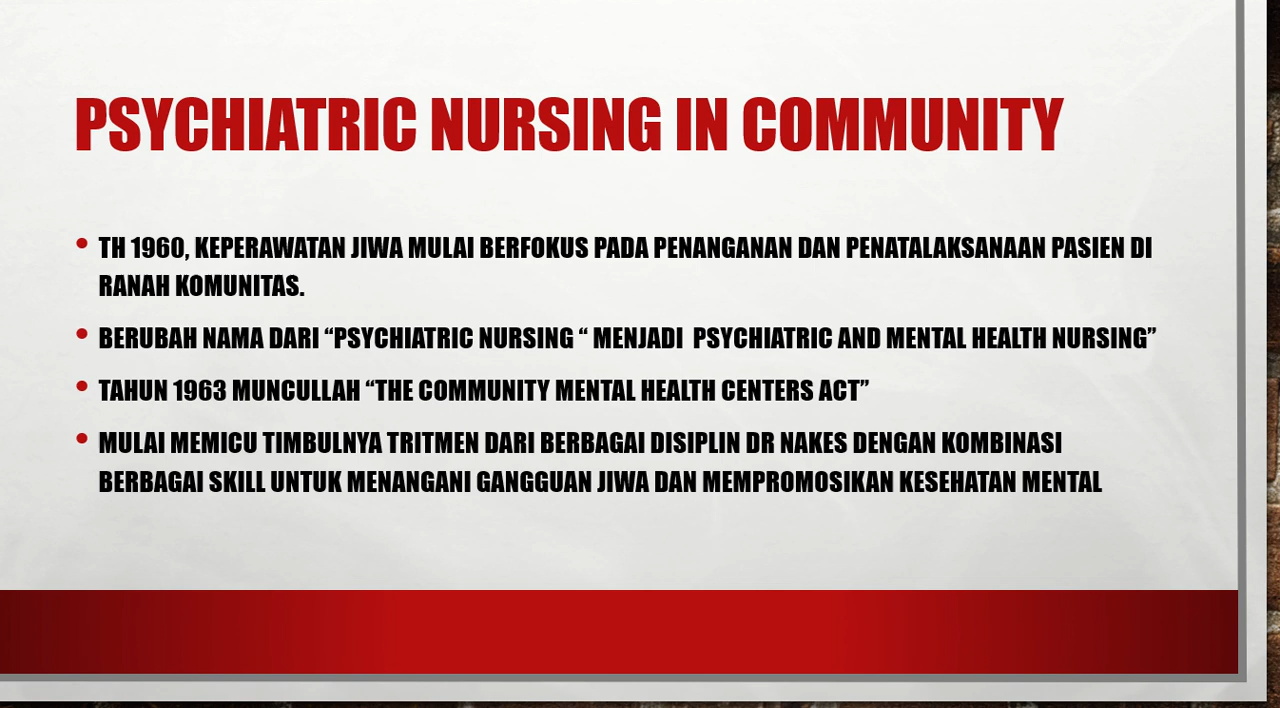 PSYCHIATRIC NURSING IN COMMUNITY
• TH 1960, KEPERAWATAN JIWA MULAI BERFOKUS PADA PENANGANAN DAN PENATALAKSANAAN PASIEN DI
RANAH KOMUNITAS.
• BERUBAH NAMA DARI “PSYCHIATRIC NURSING “ MENJADI  PSYCHIATRIC AND MENTAL HEALTH NURSING”
• TAHUN 1963 MUNCULLAH “THE COMMUNITY MENTAL HEALTH CENTERS ACT”
• MULAI MEMICU TIMBULNYA TRITMEN DARI BERBAGAI DISIPLIN DR NAKES DENGAN KOMBINASI
BERBAGAI SKILL UNTUK MENANGANI GANGGUAN JIWA DAN MEMPROMOSIKAN KESEHATAN MENTAL